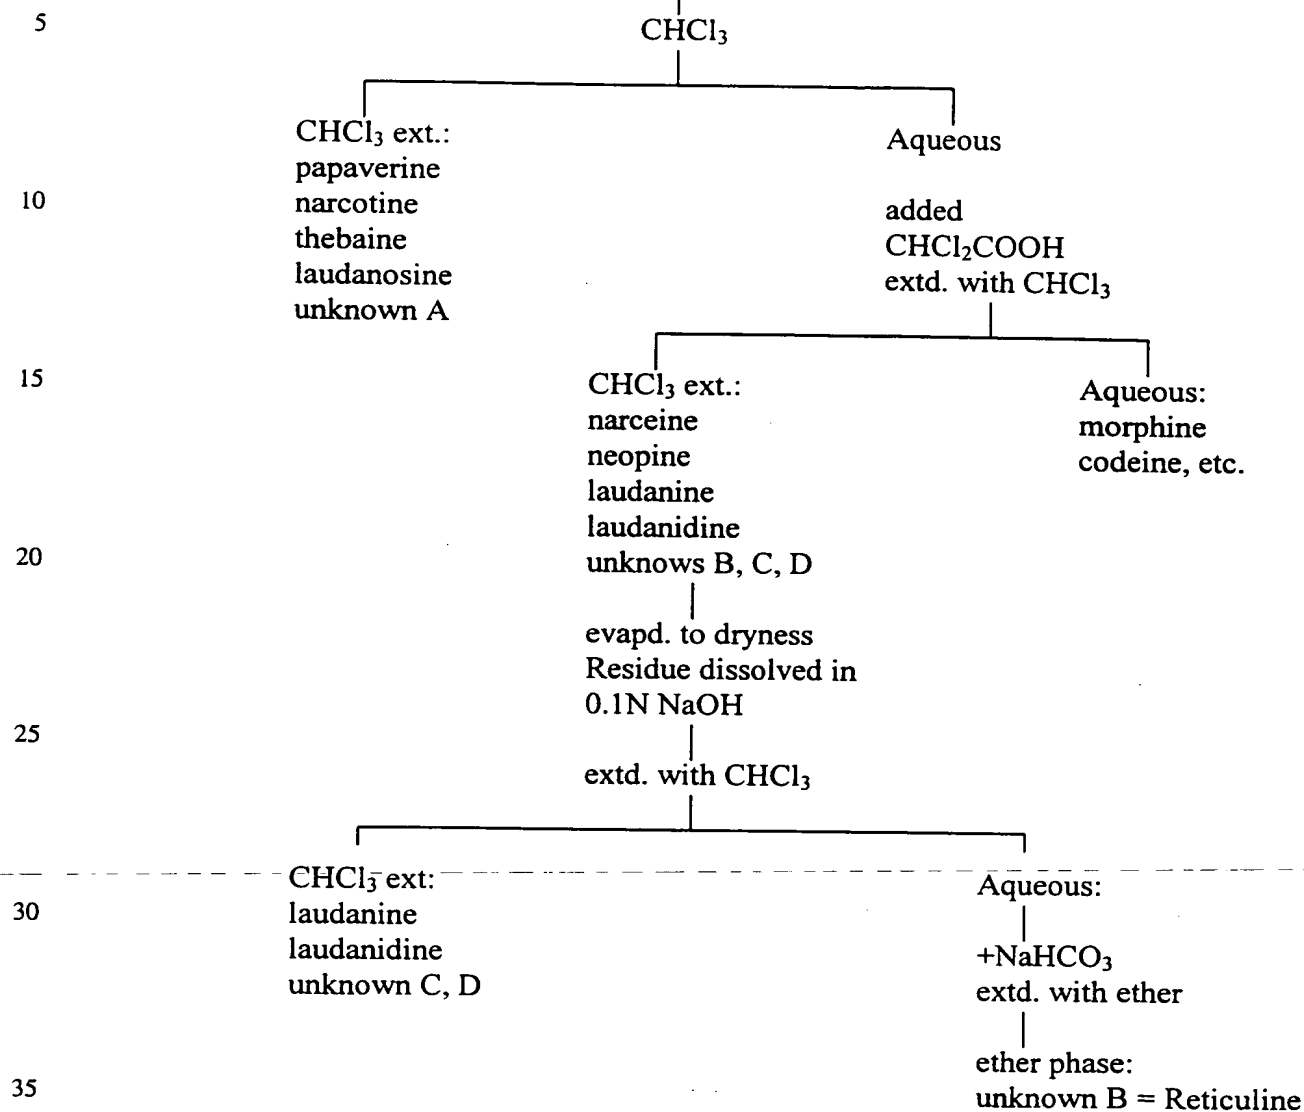 5
CHCl₃
CHCl₃ ext.:
papaverine
narcotine
thebaine
laudanosine
unknown A
Aqueous
10
added
CHCl₂COOH
extd. with CHCl₃
15
CHCl₃ ext.:
narceine
neopine
laudanine
laudanidine
unknows B, C, D
Aqueous:
morphine
codeine, etc.
20
evapd. to dryness
Residue dissolved in
0.1N NaOH
25
extd. with CHCl₃
CHCl₃ ext:
laudanine
laudanidine
unknown C, D
30
Aqueous:
+NaHCO₃
extd. with ether
ether phase:
unknown B = Reticuline
35